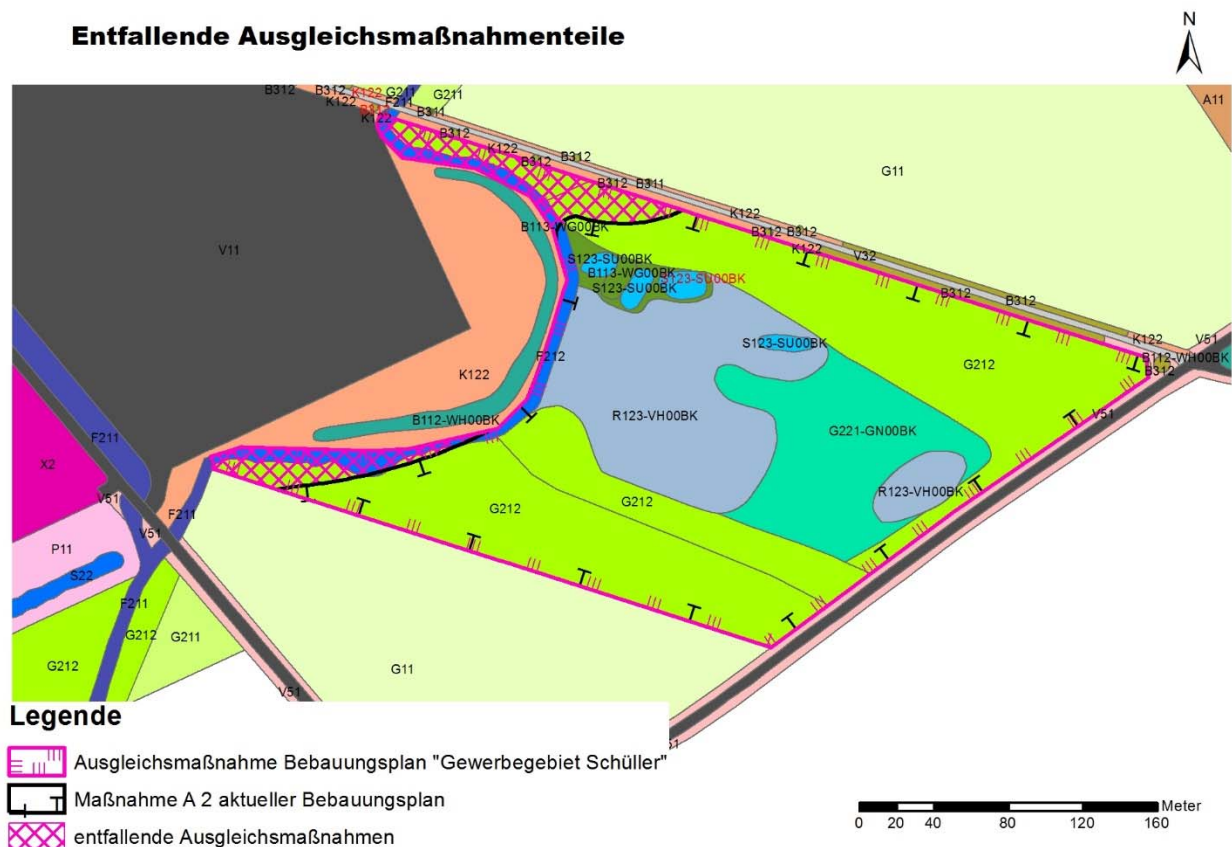 Entfallende Ausgleichsmaßnahmenteile
N
B312
B312
K122
G211
K122
F211
G211
B312
B311
K122
A11
B312
K122
B312
B312
G11
B312
B311
K122
B113-WG00BK
B312
B312
K122
V32
V11
S123-SU00BK
B113-WG00BK
S123-SU00BK
S123-SU00BK
B312
B312
S123-SU00BK
K122
V51
F212
B112-WH00BK
G212
B312
K122
R123-VH00BK
V51
B112-WH00BK
G221-GN00BK
F211
X2
R123-VH00BK
V51
G212
G212
F211
V51
P11
S22
F211
G212
G211
G212
G11
V51
51
Legende
Ausgleichsmaßnahme Bebauungsplan "Gewerbegebiet Schüller"
Maßnahme A 2 aktueller Bebauungsplan
entfallende Ausgleichsmaßnahmen
Meter
0 20 40 80 120 160